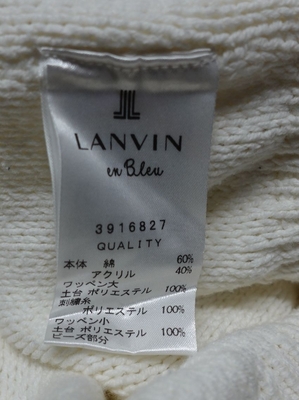 LANVIN
en Bleu
3916827
QUALITY
本体 綿 60%
アクリル 40%
ワッペン大
土台 ポリエステル 100%
刺繍糸
ポリエステル 100%
ワッペン小
土台 ポリエステル 100%
ビーズ部分